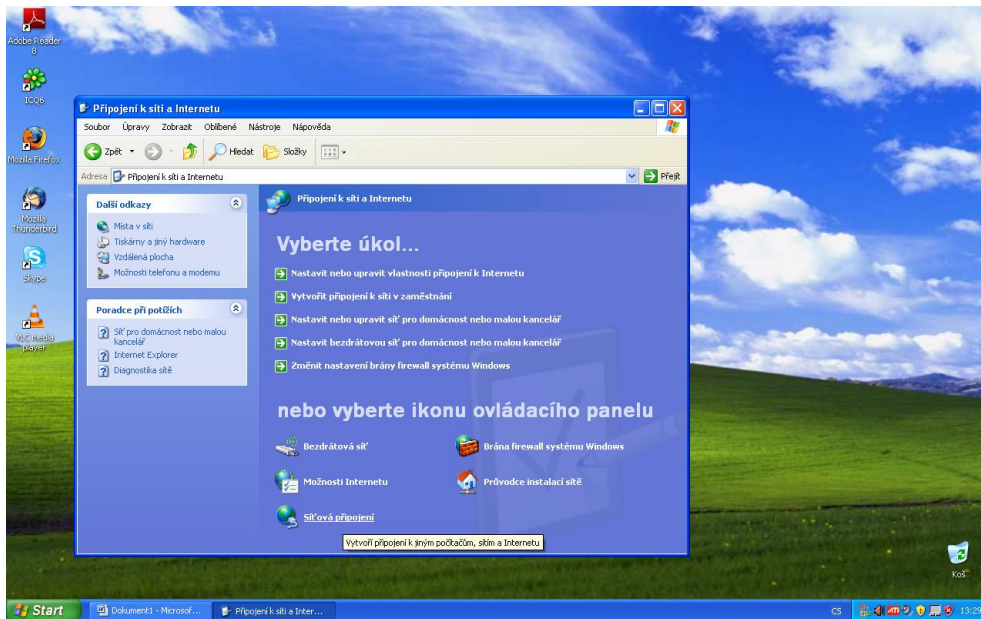 Adobe Reader
8
ICQ6
Mozilla Firefox
Mozilla
Thunderbird
Skype
VLC media
player
Připojení k síti a Internetu
Soubor Úpravy Zobrazit Oblíbené Nástroje Nápověda
Zpět Hledat Složky
Adresa Připojení k síti a Internetu Přejít
Další odkazy
Místa v síti
Tiskárny a jiný hardware
Vzdálená plocha
Možnosti telefonu a modemu
Poradce při potížích
Síť pro domácnost nebo malou
kancelář
Internet Explorer
Diagnostika sítě
Připojení k síti a Internetu
Vyberte úkol...
Nastavit nebo upravit vlastnosti připojení k Internetu
Vytvořit připojení k síti v zaměstnání
Nastavit nebo upravit síť pro domácnost nebo malou kancelář
Nastavit bezdrátovou síť pro domácnost nebo malou kancelář
Změnit nastavení brány firewall systému Windows
nebo vyberte ikonu ovládacího panelu
Bezdrátová síť
Brána firewall systému Windows
Možnosti Internetu
Průvodce instalací sítě
Síťová připojení
Vytvoří připojení k jiným počítačům, sítím a Internetu
Koš
Start
Dokument1 - Microsof...
Připojení k síti a Inter...
CS
13:29